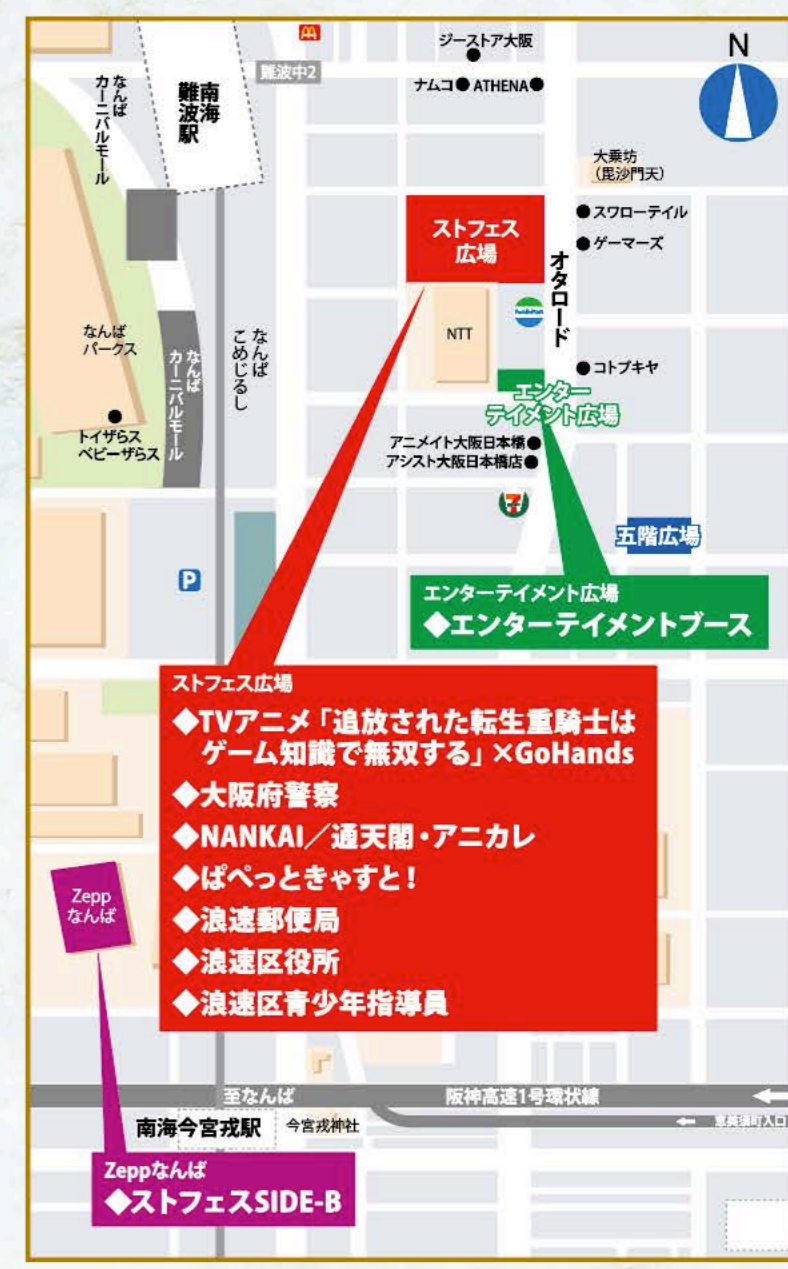 ジーストア大阪
N
難波中2
ナムコ
ATHENA
なんば
カーニバルモール
南海
難波駅
大乗坊
(毘沙門天)
スワローテイル
ゲーマーズ
ストフェス
広場
オタロード
FamilyMart
NTT
なんば
パークス
なんば
カーニバルモール
なんば
こめじるし
コトブキヤ
エンター
テイメント広場
トイザらス
ベビーザらス
アニメイト大阪日本橋
アシスト大阪日本橋店
五階広場
P
エンターテイメント広場
◆エンターテイメントブース
ストフェス広場
◆TVアニメ「追放された転生重騎士は
ゲーム知識で無双する」×GoHands
◆大阪府警察
◆NANKAI/通天閣・アニカレ
◆ぱぺっときゃすと!
◆浪速郵便局
◆浪速区役所
◆浪速区青少年指導員
Zepp
なんば
至なんば
阪神高速1号環状線
恵美須町入口
南海今宮戎駅
今宮戎神社
Zeppなんば
◆ストフェスSIDE-B